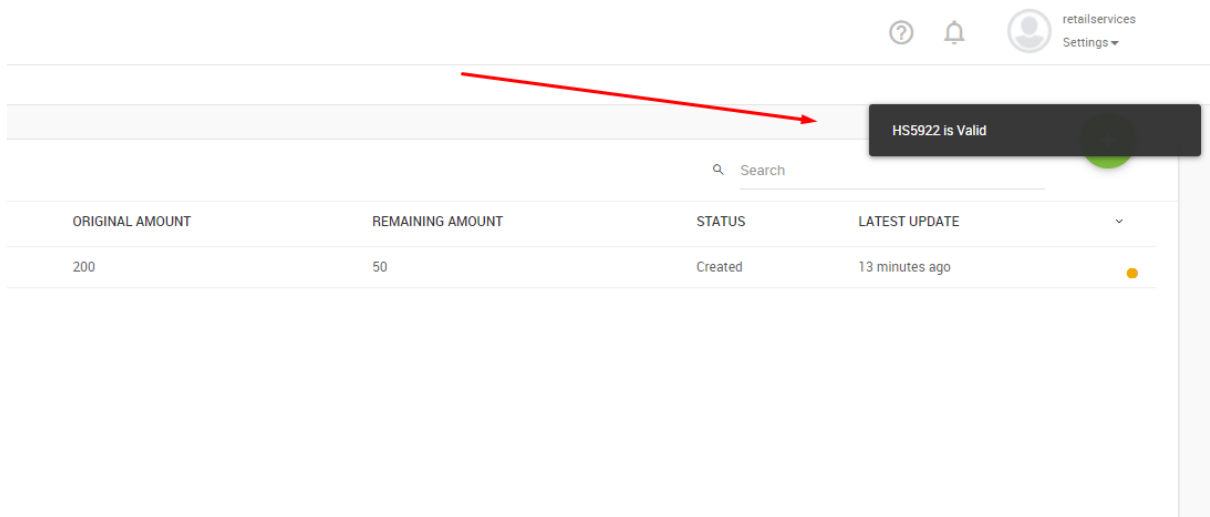 retailservices
Settings
HS5922 is Valid
Search
ORIGINAL AMOUNT REMAINING AMOUNT STATUS LATEST UPDATE
200 50 Created 13 minutes ago